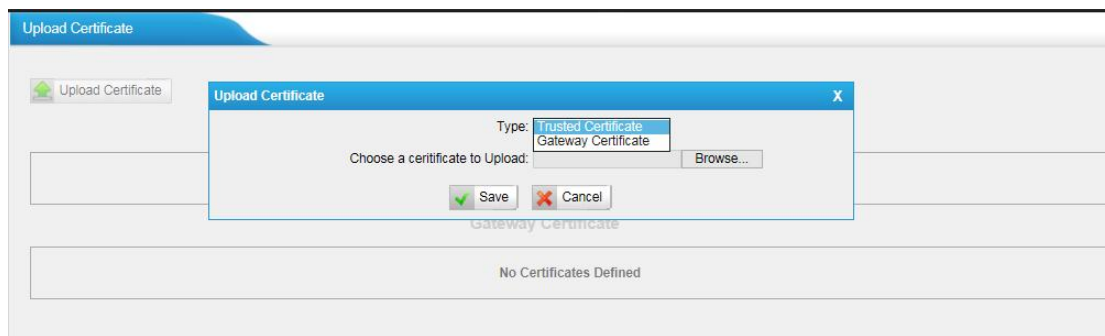 Upload Certificate
Upload Certificate
Upload Certificate X
Type: Trusted Certificate
Gateway Certificate
Choose a ceritificate to Upload: Browse...
Save Cancel
Gateway Certificate
No Certificates Defined